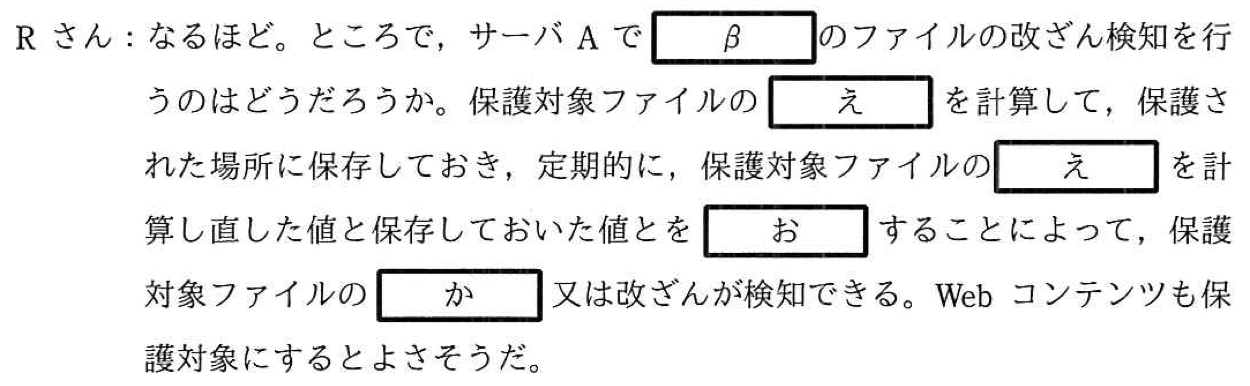 R さん：なるほど。ところで，サーバ A で β のファイルの改ざん検知を行
うのはどうだろうか。保護対象ファイルの え を計算して，保護さ
れた場所に保存しておき，定期的に，保護対象ファイルの え を計
算し直した値と保存しておいた値とを お することによって，保護
対象ファイルの か 又は改ざんが検知できる。Web コンテンツも保
護対象にするとよさそうだ。